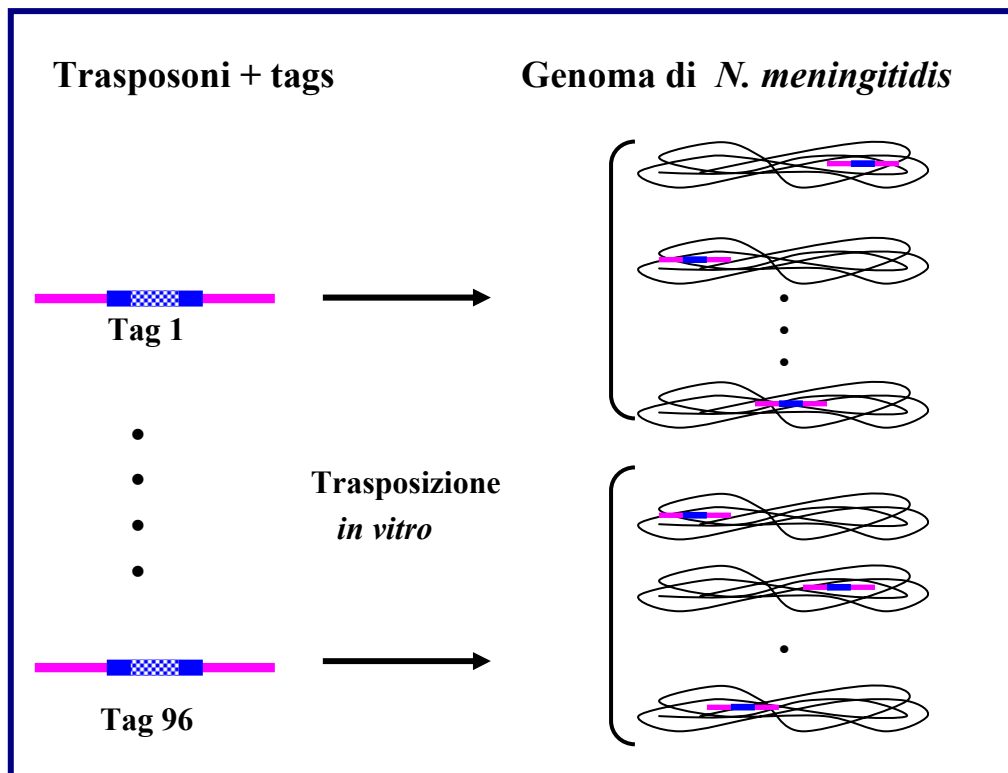 Trasposoni + tags
Genoma di N. meningitidis
Tag 1
Trasposizione
in vitro
Tag 96